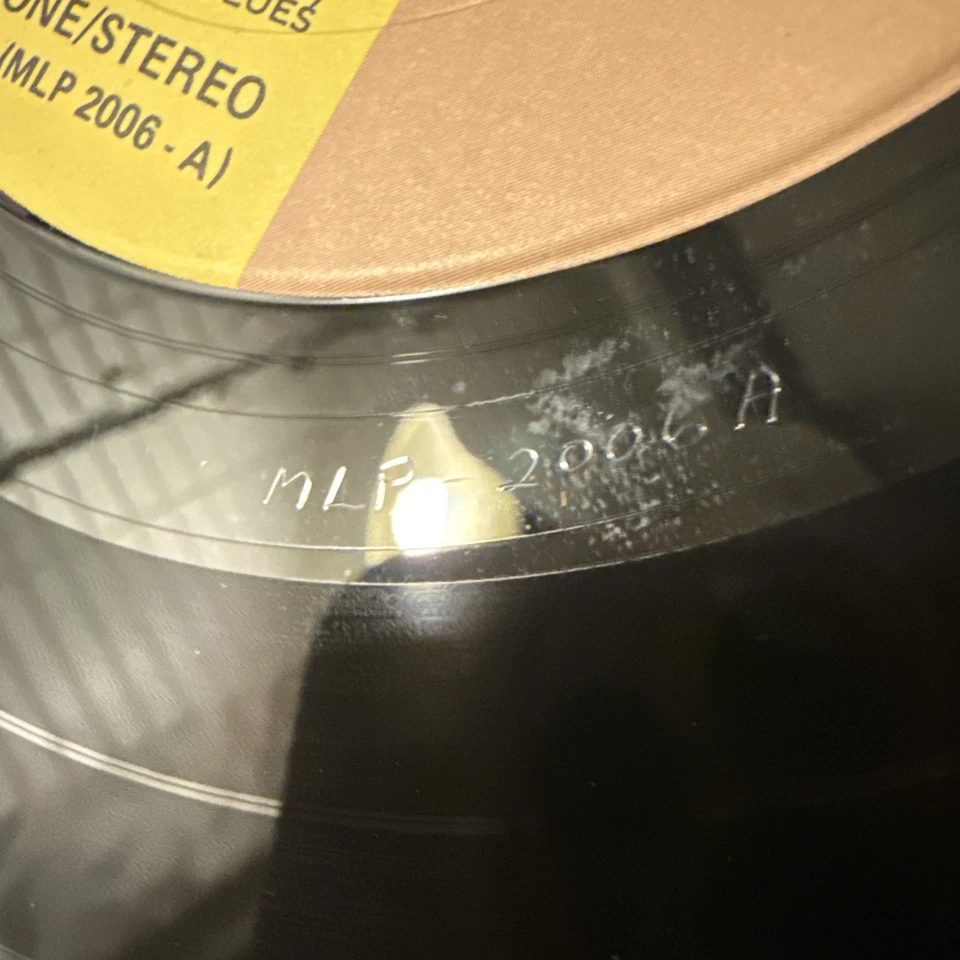 ONE/STEREO
(MLP 2006 - A)
MLP - 2006 A